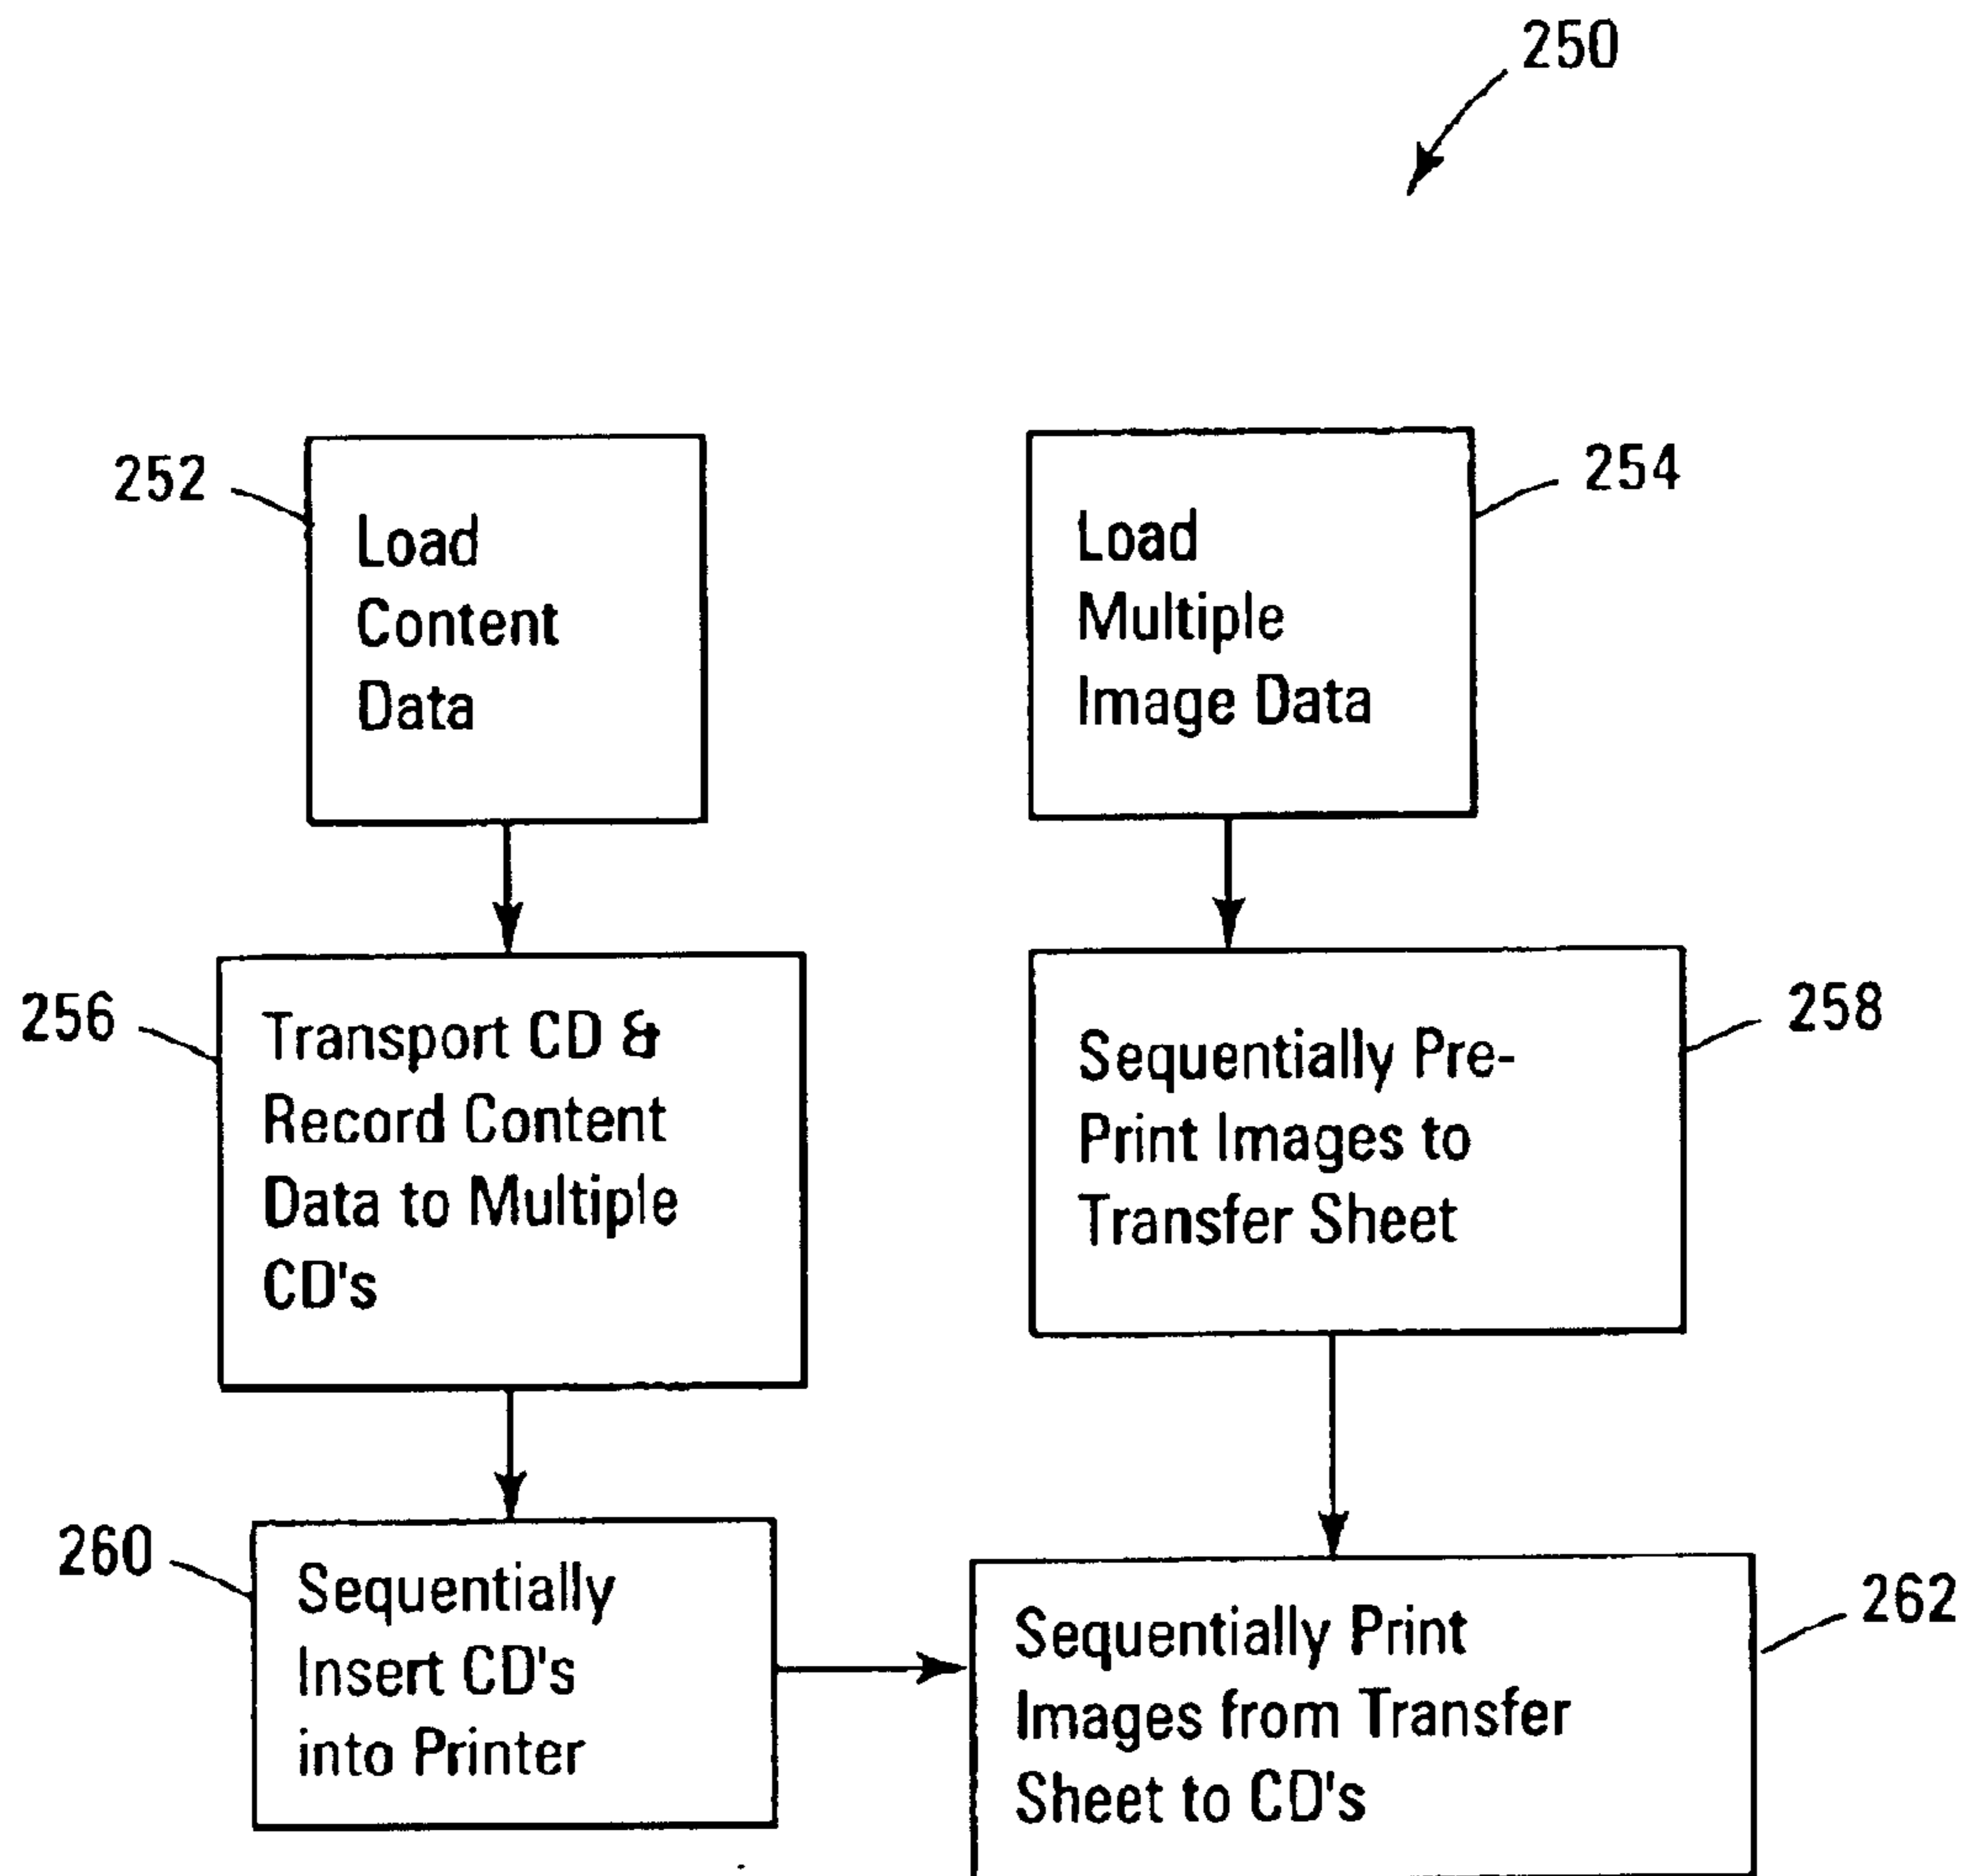 250
252
Load
Content
Data
254
Load
Multiple
Image Data
256
Transport CD &
Record Content
Data to Multiple
CD's
258
Sequentially Pre-
Print Images to
Transfer Sheet
260
Sequentially
Insert CD's
into Printer
262
Sequentially Print
Images from Transfer
Sheet to CD's